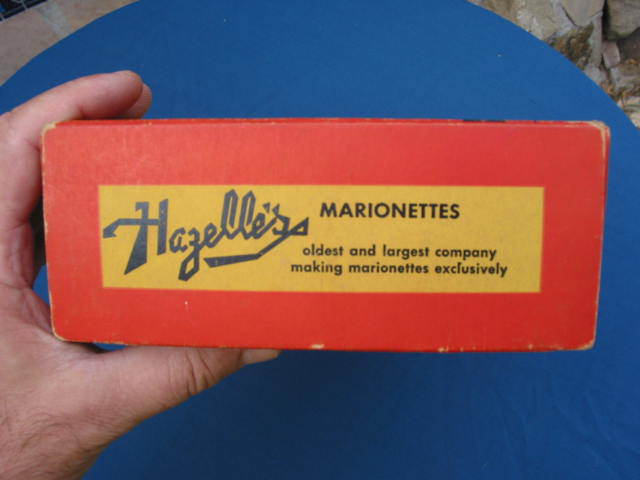 Hazelle's MARIONETTES
oldest and largest company
making marionettes exclusively